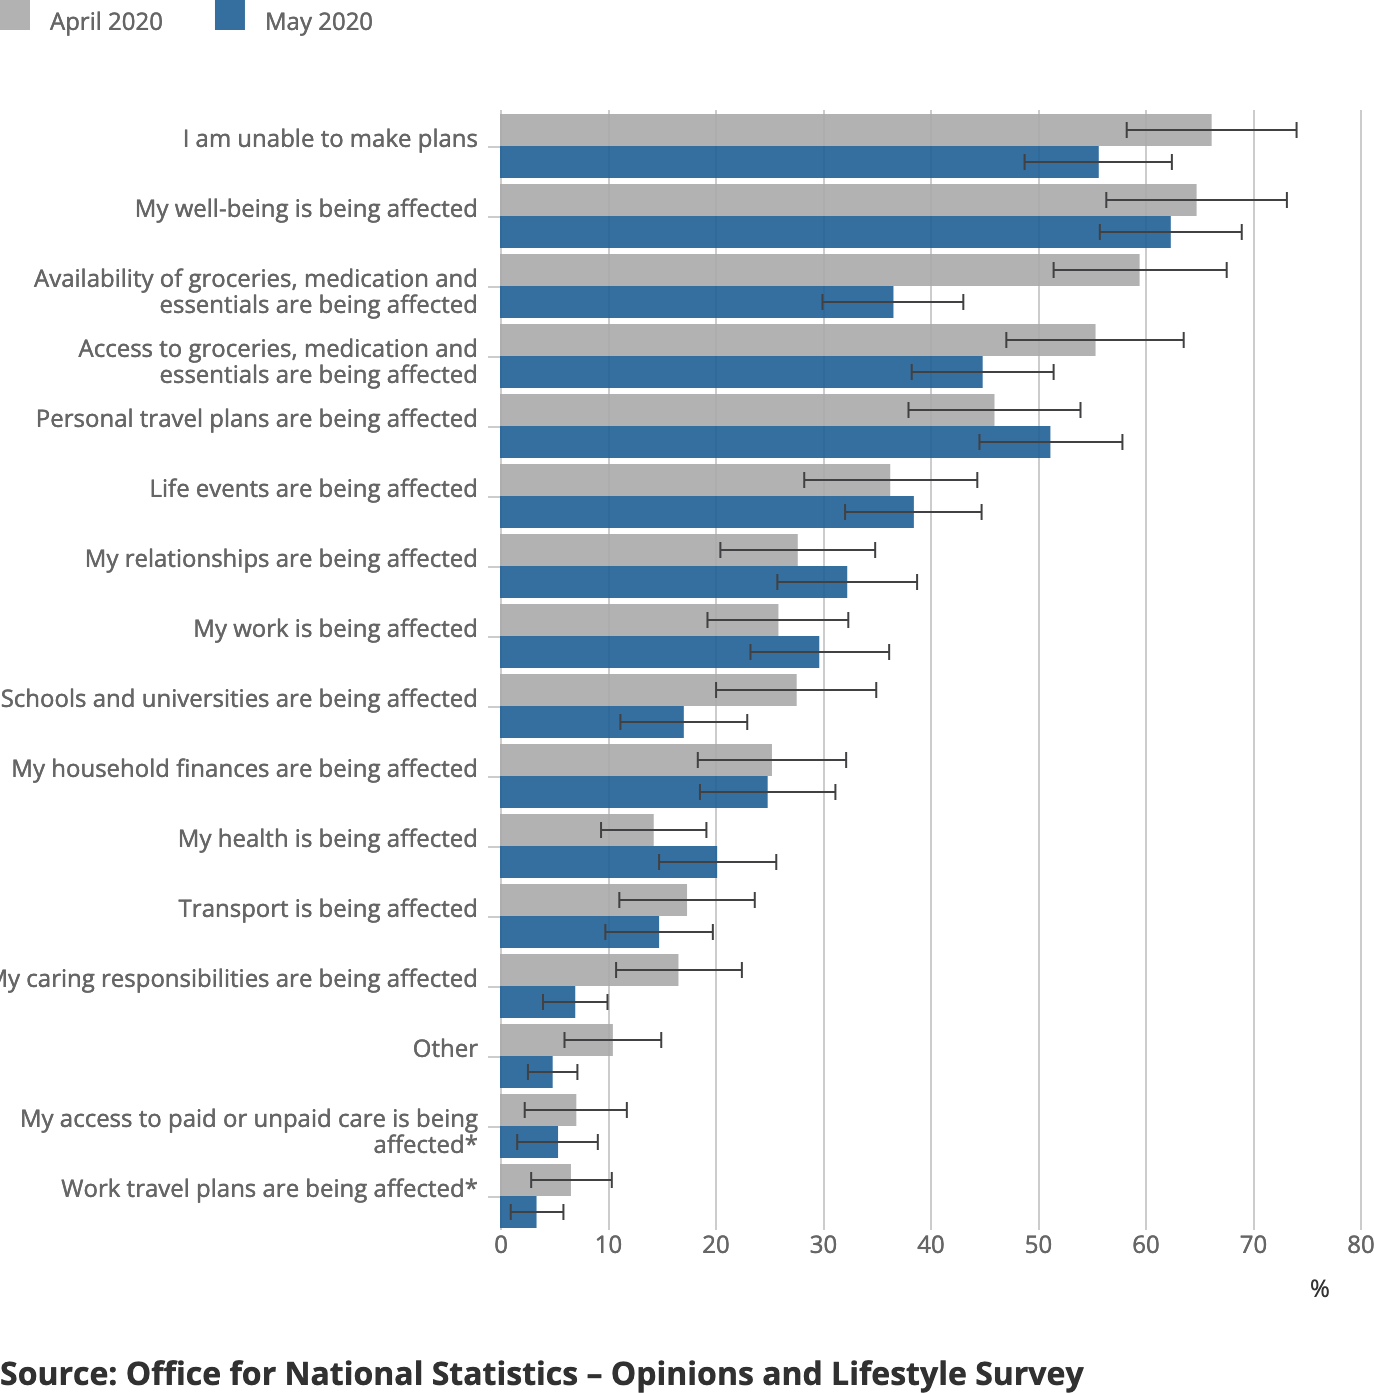 April 2020 May 2020
I am unable to make plans
My well-being is being affected
Availability of groceries, medication and
essentials are being affected
Access to groceries, medication and
essentials are being affected
Personal travel plans are being affected
Life events are being affected
My relationships are being affected
My work is being affected
Schools and universities are being affected
My household finances are being affected
My health is being affected
Transport is being affected
My caring responsibilities are being affected
Other
My access to paid or unpaid care is being
affected*
Work travel plans are being affected*
0 10 20 30 40 50 60 70 80
%
Source: Office for National Statistics – Opinions and Lifestyle Survey